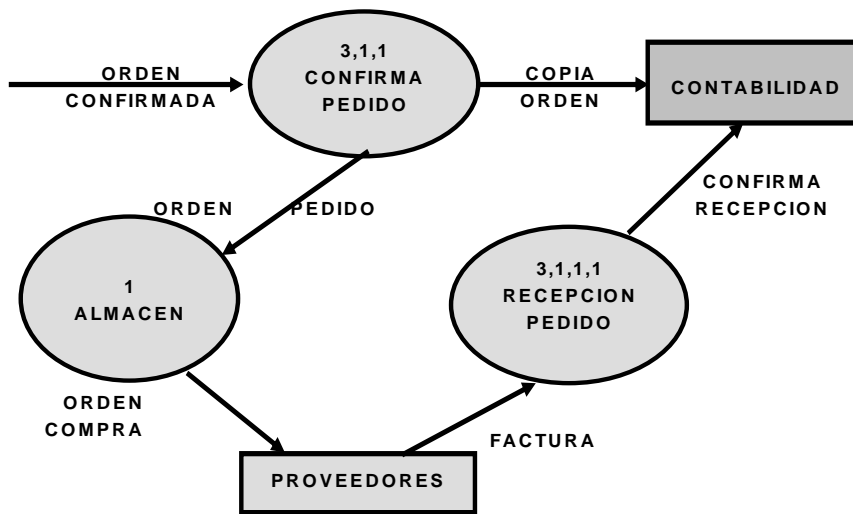 3,1,1
CONFIRMA
PEDIDO
ORDEN
CONFIRMADA
COPIA
ORDEN
CONTABILIDAD
ORDEN PEDIDO
CONFIRMA
RECEPCION
1
ALMACEN
3,1,1,1
RECEPCION
PEDIDO
ORDEN
COMPRA
FACTURA
PROVEEDORES